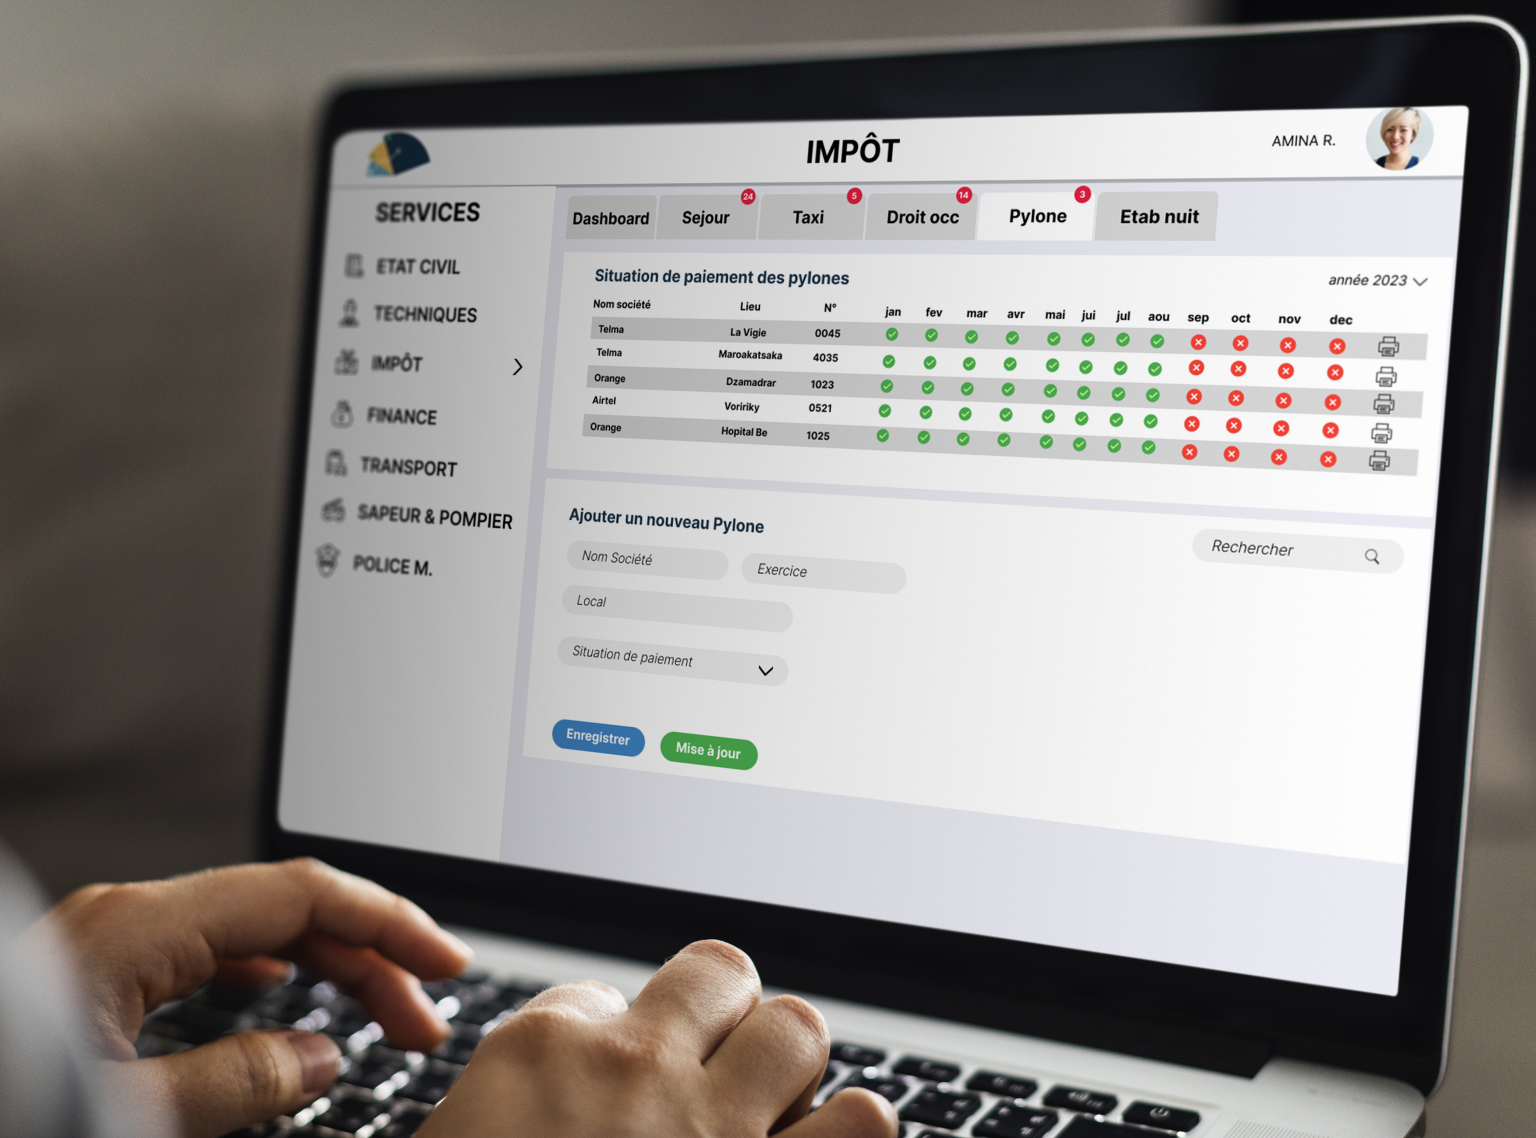 IMPÔT
AMINA R.
SERVICES
ETAT CIVIL
TECHNIQUES
IMPÔT
FINANCE
TRANSPORT
SAPEUR & POMPIER
POLICE M.
Dashboard Sejour 24 Taxi 5 Droit occ 14 Pylone 3 Etab nuit
Situation de paiement des pylones
année 2023
Nom société Lieu N° jan fev mar avr mai jui jul aou sep oct nov dec
Telma La Vigie 0045
Telma Maroakatsaka 4035
Orange Dzamadrar 1023
Airtel Voririky 0521
Orange Hopital Be 1025
Ajouter un nouveau Pylone
Rechercher
Nom Société Exercice
Local
Situation de paiement
Enregistrer Mise à jour